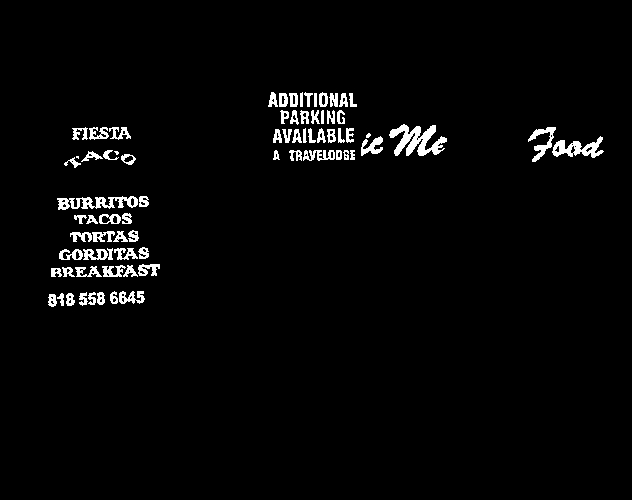 FIESTA
TACO
BURRITOS
TACOS
TORTAS
GORDITAS
BREAKFAST
818 558 6645
ADDITIONAL
PARKING
AVAILABLE
A TRAVELODGE
ic Me
Food